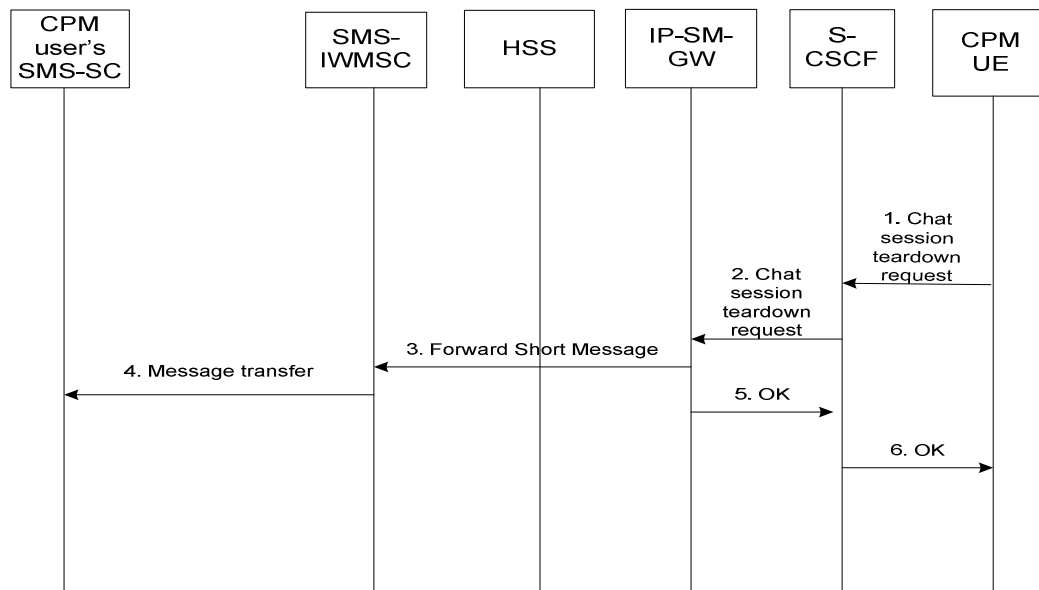 CPM
user's
SMS-SC
SMS-
IWMSC
HSS
IP-SM-
GW
S-
CSCF
CPM
UE
1. Chat
session
teardown
request
2. Chat
session
teardown
request
3. Forward Short Message
4. Message transfer
5. OK
6. OK